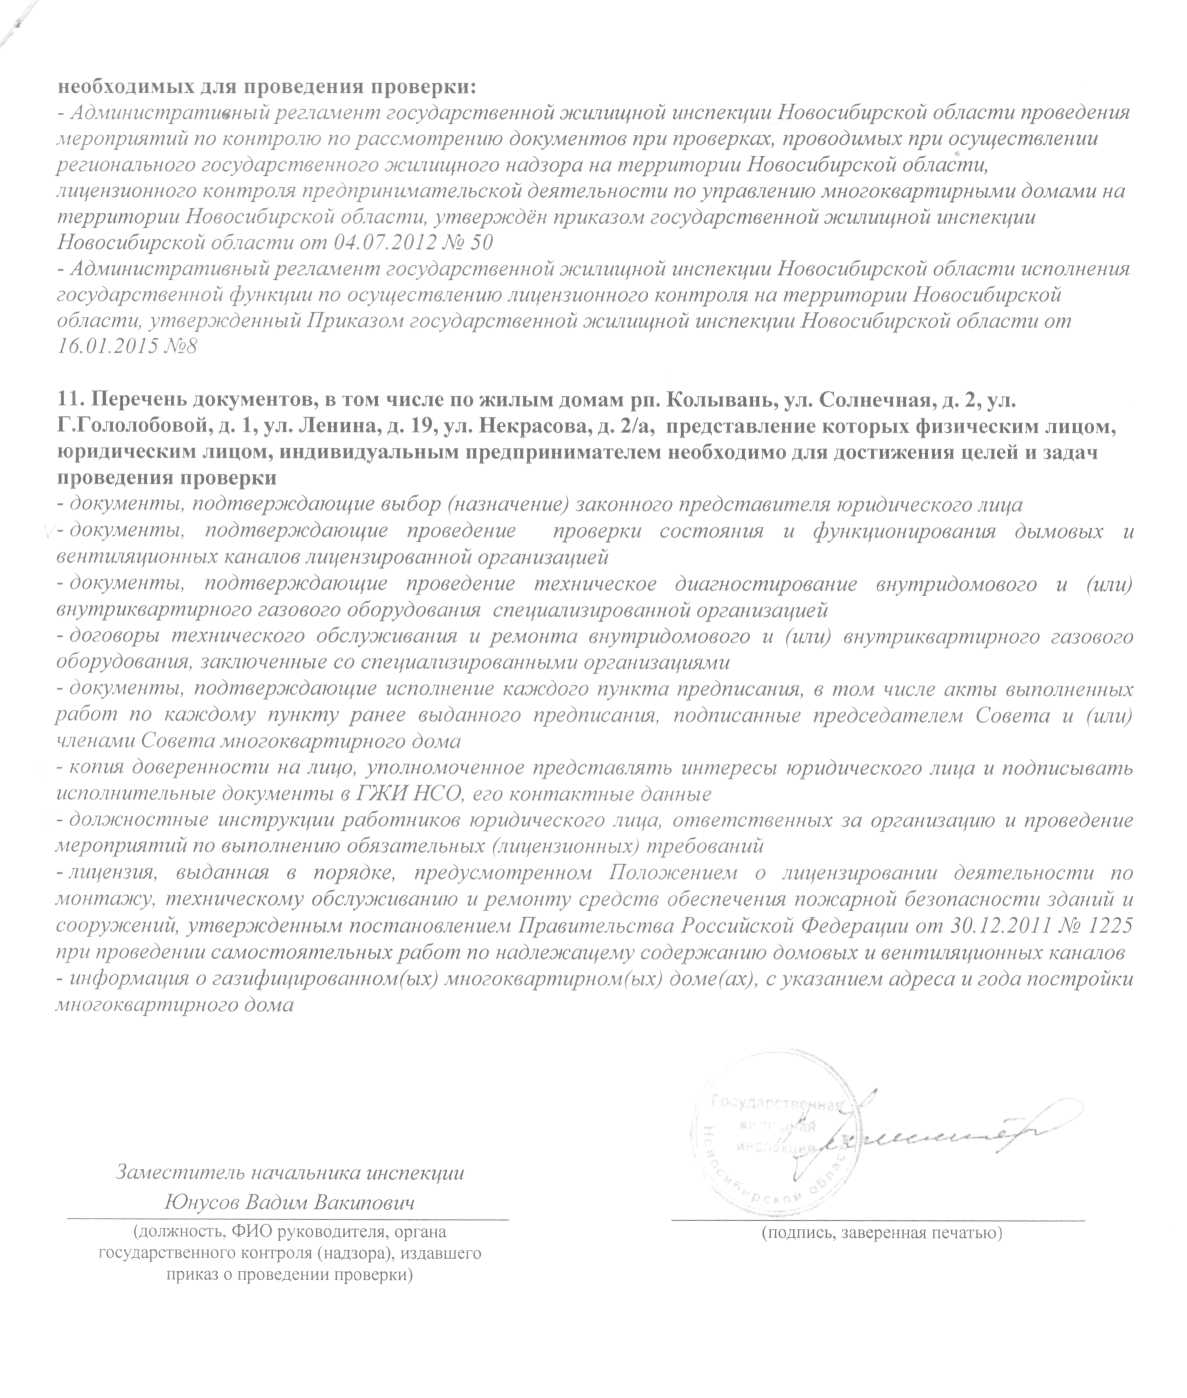 необходимых для проведения проверки:
- Административный регламент государственной жилищной инспекции Новосибирской области проведения
мероприятий по контролю по рассмотрению документов при проверках, проводимых при осуществлении
регионального государственного жилищного надзора на территории Новосибирской области,
лицензионного контроля предпринимательской деятельности по управлению многоквартирными домами на
территории Новосибирской области, утверждён приказом государственной жилищной инспекции
Новосибирской области от 04.07.2012 № 50
- Административный регламент государственной жилищной инспекции Новосибирской области исполнения
государственной функции по осуществлению лицензионного контроля на территории Новосибирской
области, утвержденный Приказом государственной жилищной инспекции Новосибирской области от
16.01.2015 №8
11. Перечень документов, в том числе по жилым домам рп. Колывань, ул. Солнечная, д. 2, ул.
Г.Гололобовой, д. 1, ул. Ленина, д. 19, ул. Некрасова, д. 2/а, представление которых физическим лицом,
юридическим лицом, индивидуальным предпринимателем необходимо для достижения целей и задач
проведения проверки
- документы, подтверждающие выбор (назначение) законного представителя юридического лица
- документы, подтверждающие проведение проверки состояния и функционирования дымовых и
вентиляционных каналов лицензированной организацией
- документы, подтверждающие проведение техническое диагностирование внутридомового и (или)
внутриквартирного газового оборудования специализированной организацией
- договоры технического обслуживания и ремонта внутридомового и (или) внутриквартирного газового
оборудования, заключенные со специализированными организациями
- документы, подтверждающие исполнение каждого пункта предписания, в том числе акты выполненных
работ по каждому пункту ранее выданного предписания, подписанные председателем Совета и (или)
членами Совета многоквартирного дома
- копия доверенности на лицо, уполномоченное представлять интересы юридического лица и подписывать
исполнительные документы в ГЖИ НСО, его контактные данные
- должностные инструкции работников юридического лица, ответственных за организацию и проведение
мероприятий по выполнению обязательных (лицензионных) требований
- лицензия, выданная в порядке, предусмотренном Положением о лицензировании деятельности по
монтажу, техническому обслуживанию и ремонту средств обеспечения пожарной безопасности зданий и
сооружений, утвержденным постановлением Правительства Российской Федерации от 30.12.2011 № 1225
при проведении самостоятельных работ по надлежащему содержанию домовых и вентиляционных каналов
- информация о газифицированном(ых) многоквартирном(ых) доме(ах), с указанием адреса и года постройки
многоквартирного дома
Государственная
жилищная
инспекция
Новосибирской области
Заместитель начальника инспекции
Юнусов Вадим Вакипович
(должность, ФИО руководителя, органа
государственного контроля (надзора), издавшего
приказ о проведении проверки)
(подпись, заверенная печатью)